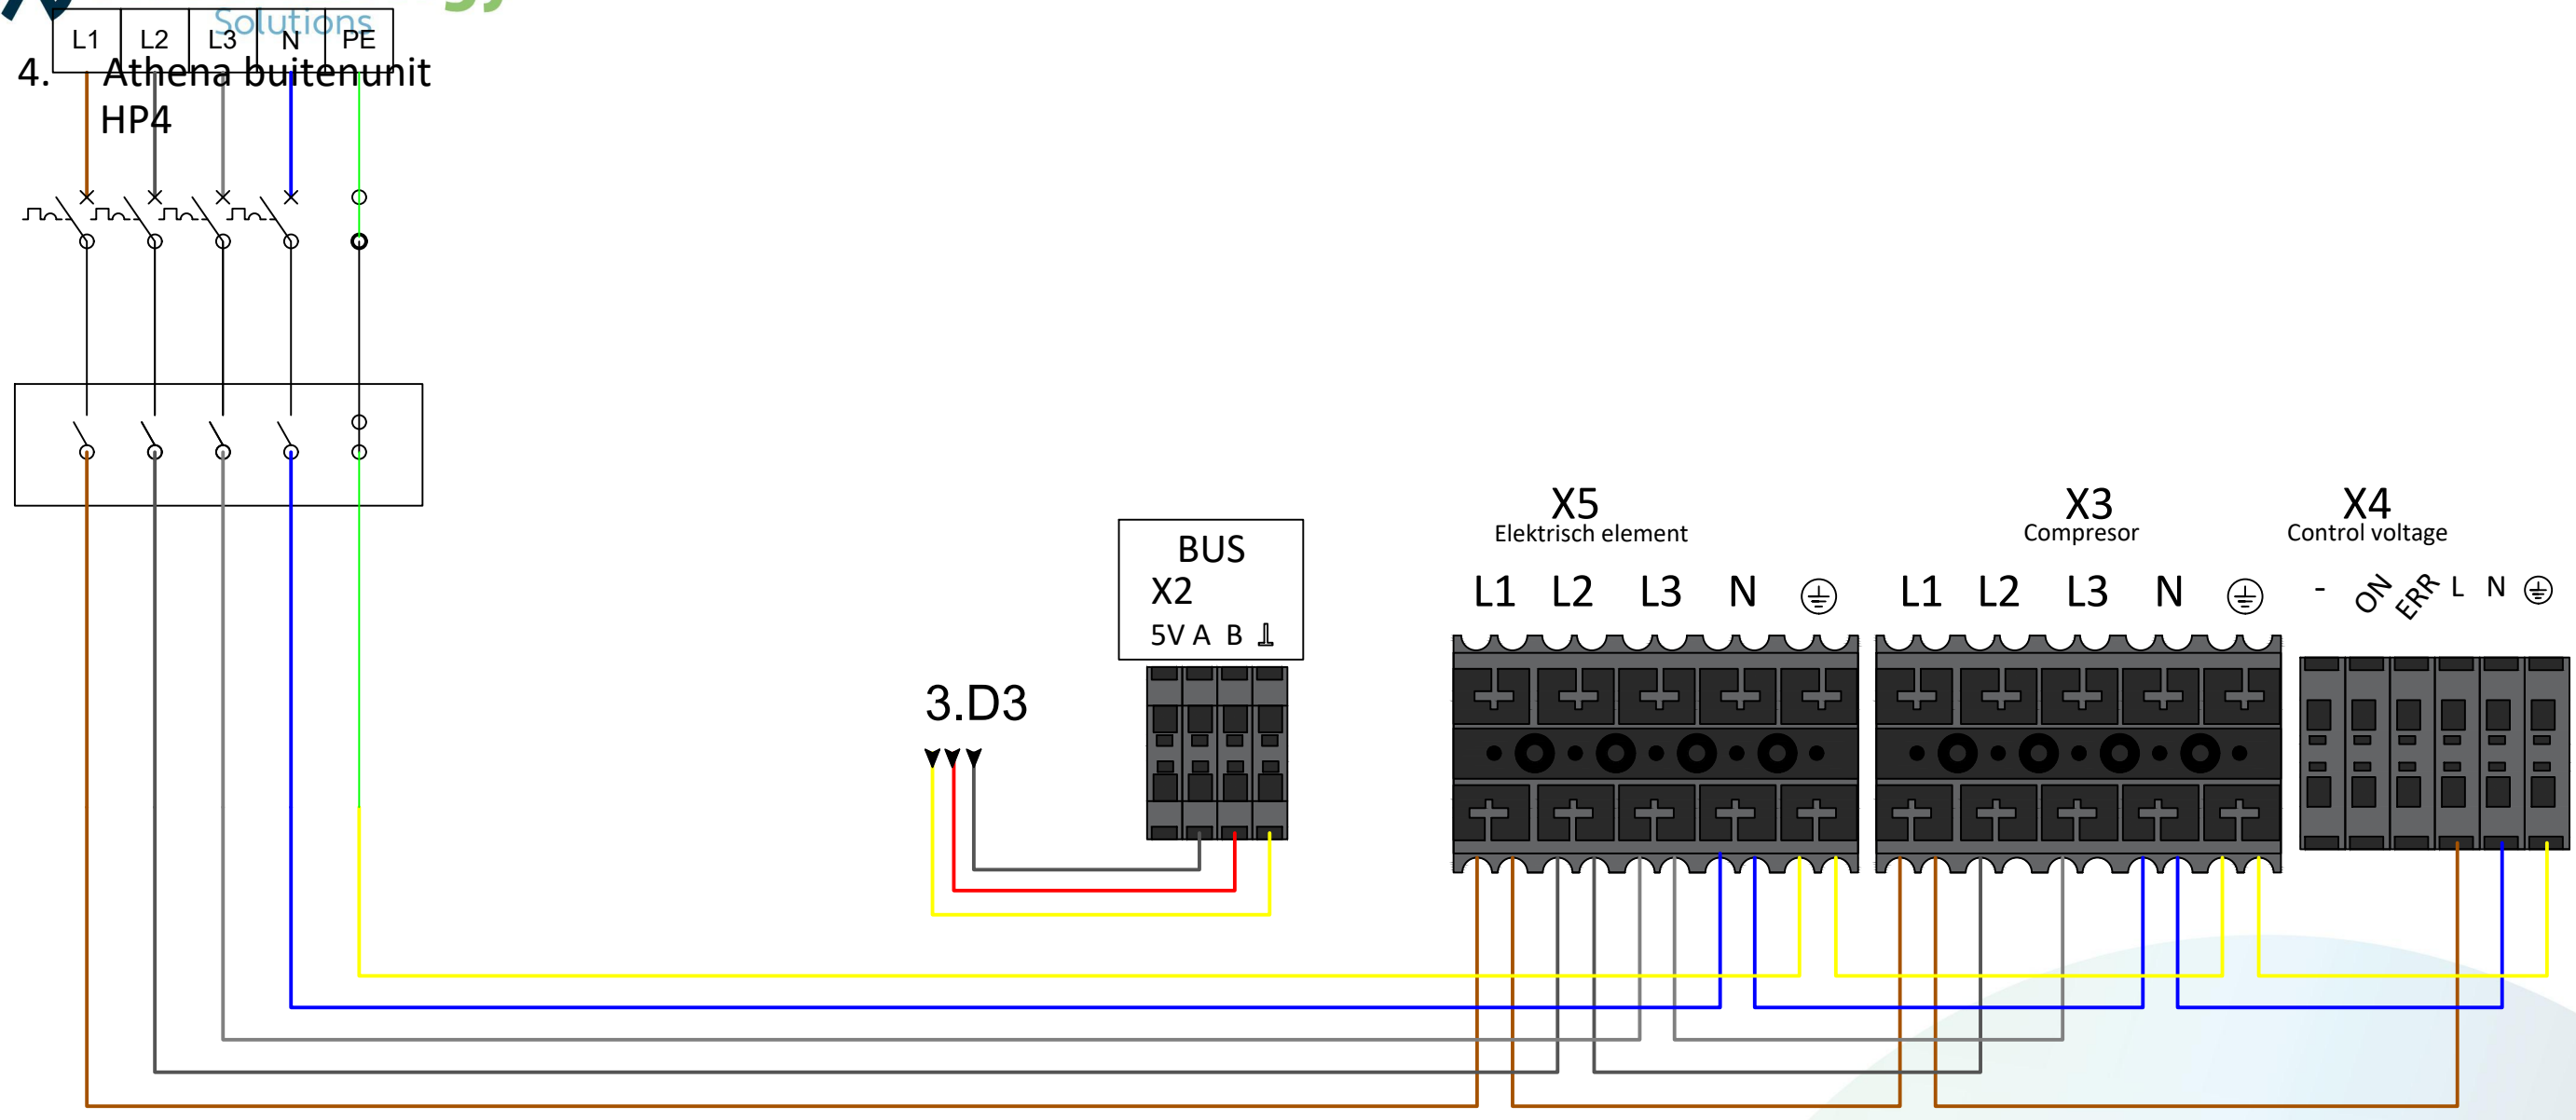 Solutions
L1 L2 L3 N PE
4. Athena buitenunit
HP4
X5 X3 X4
Elektrisch element Compresor Control voltage
BUS
X2
5V A B
L1 L2 L3 N L1 L2 L3 N - ON ERR L N
3.D3